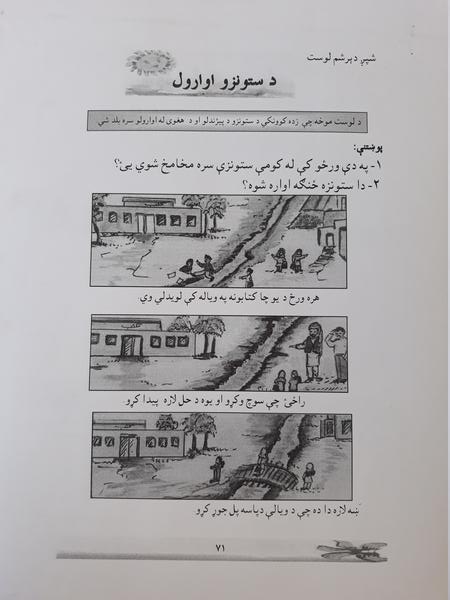 شپږ دېرشم لوست
د ستونزو اوارول
د لوست موخه چې زده کوونکي د ستونزو د پېژندلو او د هغوی له اوارولو سره بلد شي
پوښتنې:
۱- په دې ورځو کې له کومې ستونزې سره مخامخ شوي یئ؟
۲- دا ستونزه څنګه اواره شوه؟
هره ورځ د یو چا کتابونه په ویاله کې لوېدلي وي.
راځئ چې سوچ وکړو او یوه د حل لاره پیدا کړو.
ښه لاره دا ده چې د ویالې دپاسه پل جوړ کړو.
۷۱